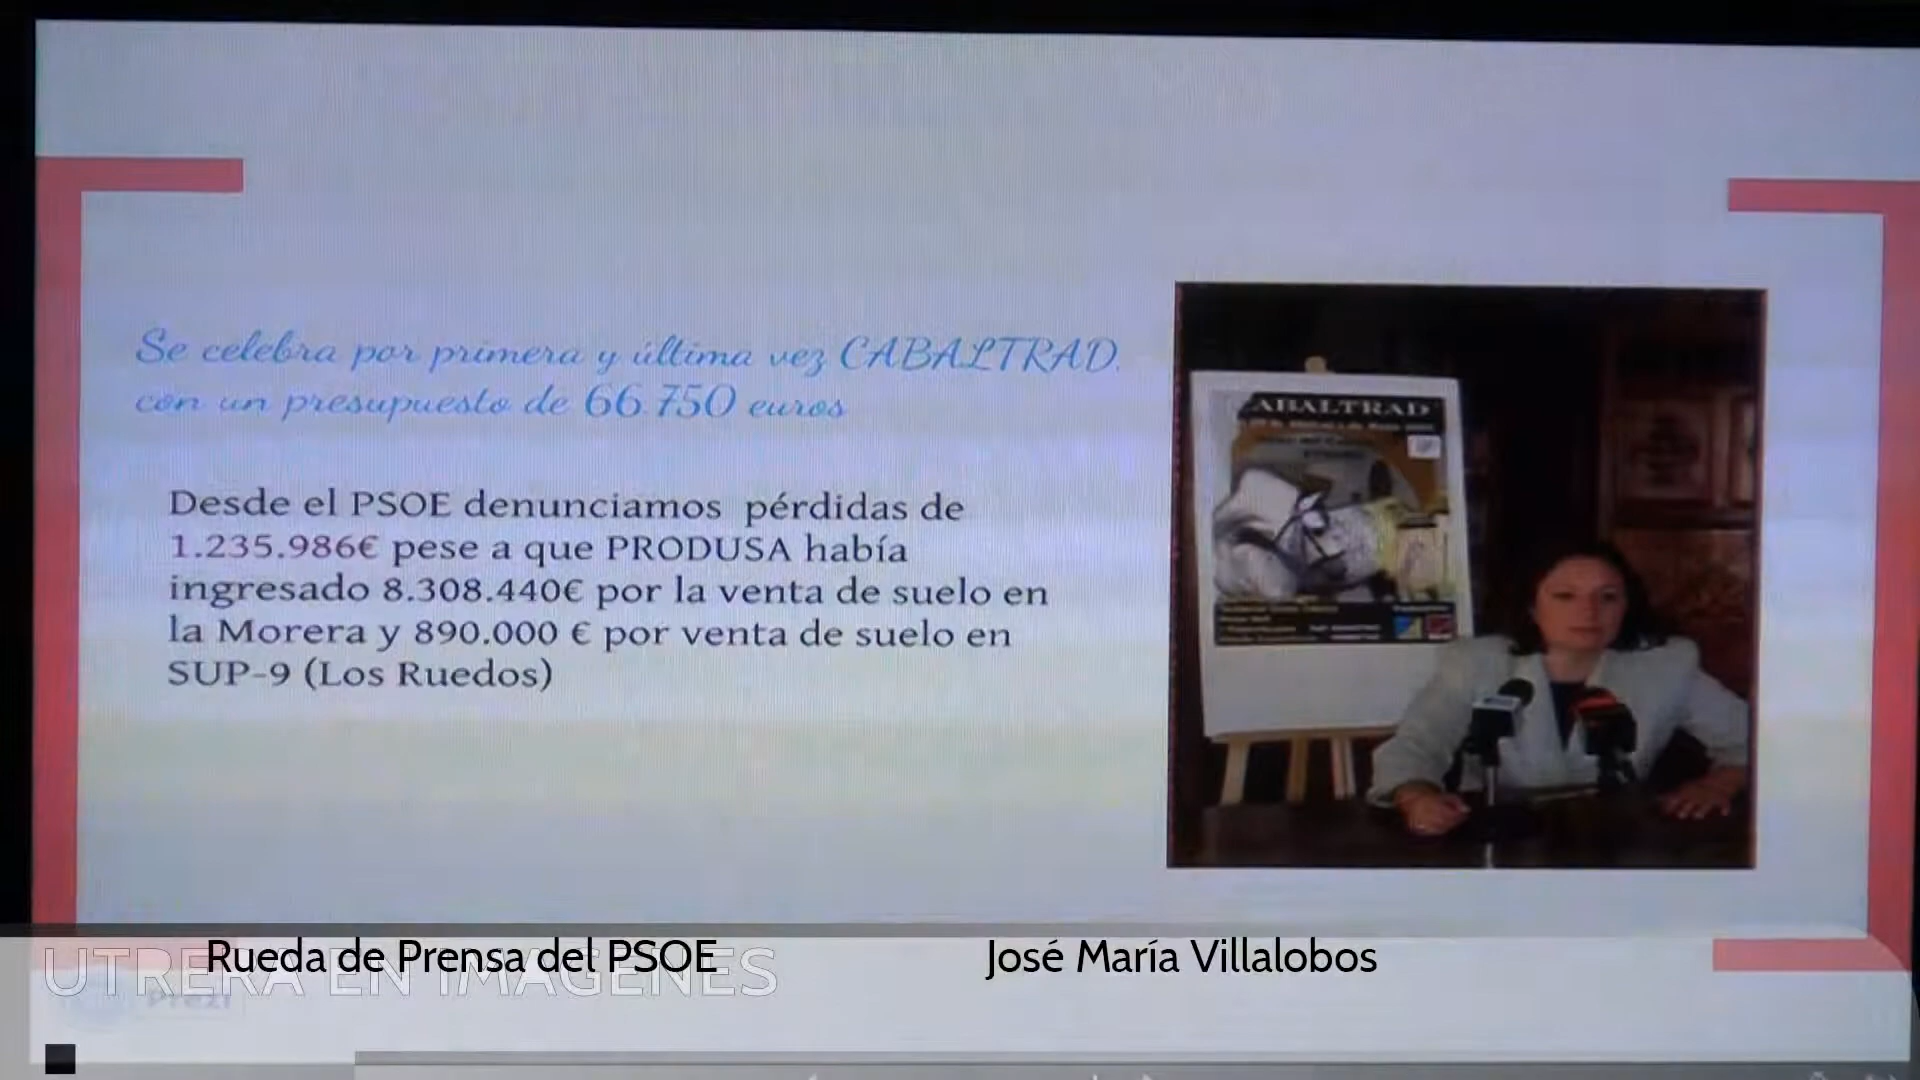 Se celebra por primera y última vez CABALTRAD,
con un presupuesto de 66.750 euros
Desde el PSOE denunciamos pérdidas de
1.235.986€ pese a que PRODUSA había
ingresado 8.308.440€ por la venta de suelo en
la Morera y 890.000 € por venta de suelo en
SUP-9 (Los Ruedos)
ABALTRAD
Rueda de Prensa del PSOE
José María Villalobos
UTRERA EN IMAGENES
Prezi